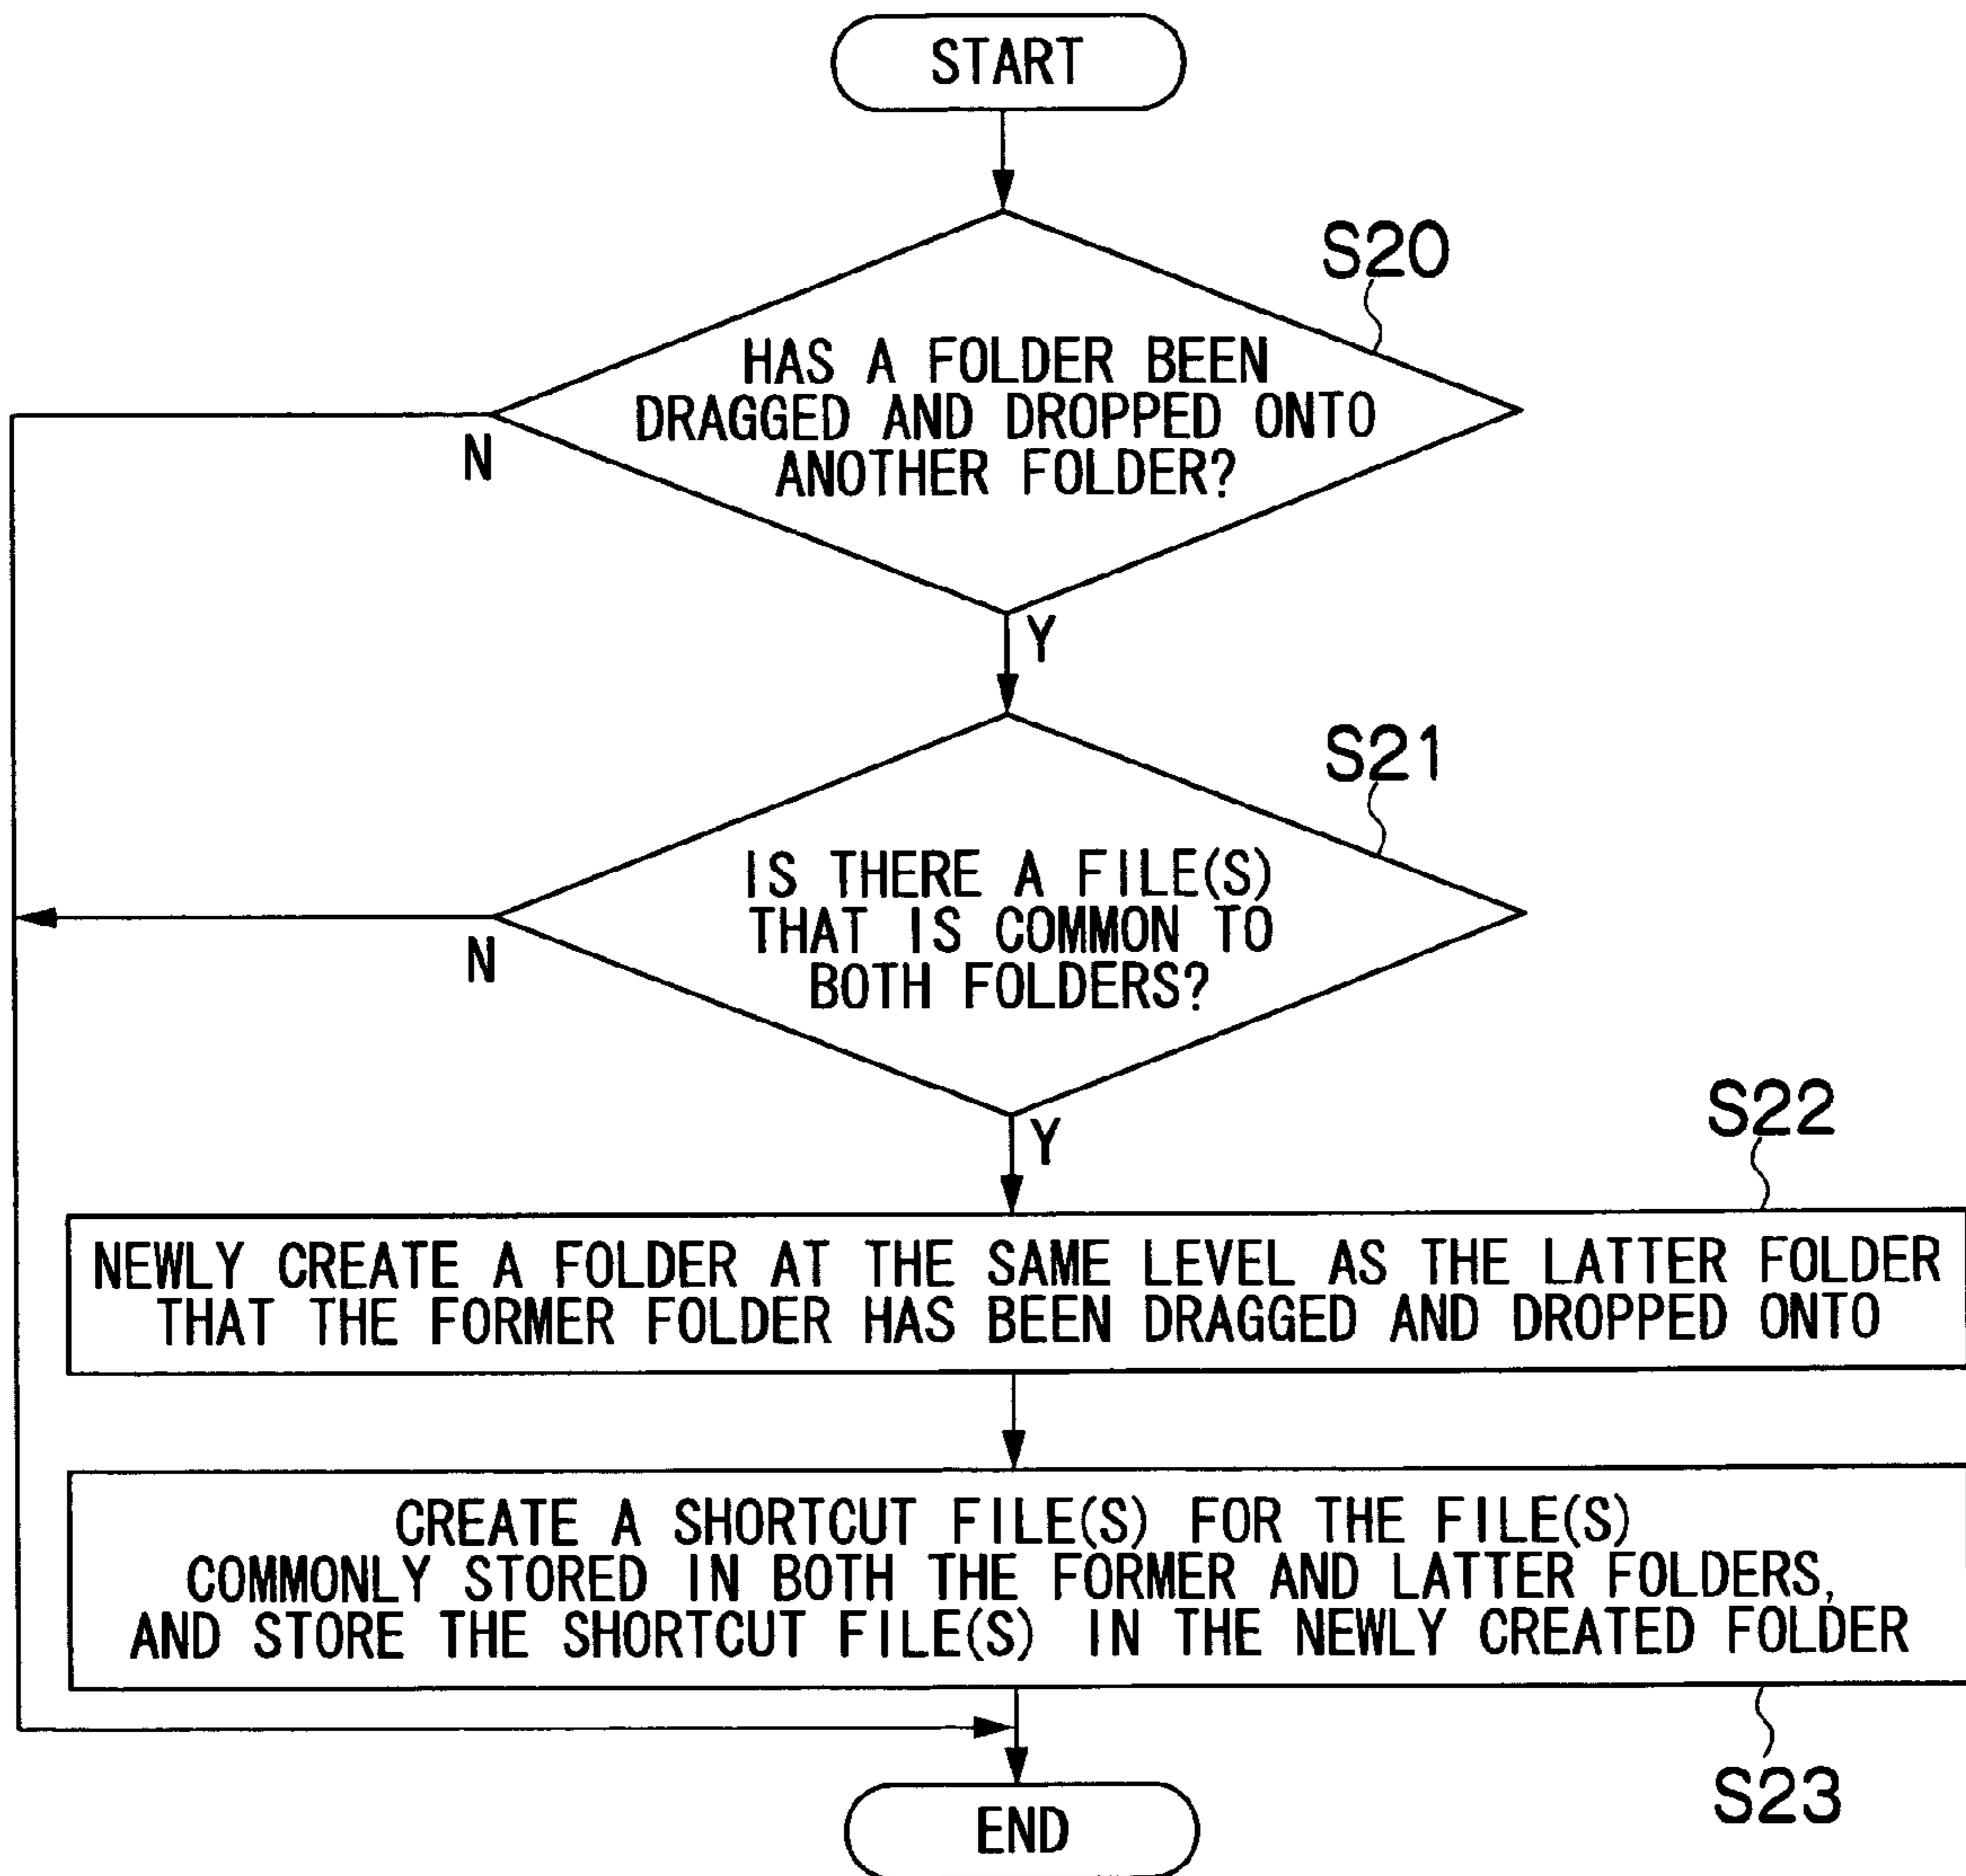 START
S20
HAS A FOLDER BEEN
DRAGGED AND DROPPED ONTO
ANOTHER FOLDER?
N
Y
S21
IS THERE A FILE(S)
THAT IS COMMON TO
BOTH FOLDERS?
N
Y
S22
NEWLY CREATE A FOLDER AT THE SAME LEVEL AS THE LATTER FOLDER
THAT THE FORMER FOLDER HAS BEEN DRAGGED AND DROPPED ONTO
CREATE A SHORTCUT FILE(S) FOR THE FILE(S)
COMMONLY STORED IN BOTH THE FORMER AND LATTER FOLDERS,
AND STORE THE SHORTCUT FILE(S) IN THE NEWLY CREATED FOLDER
S23
END